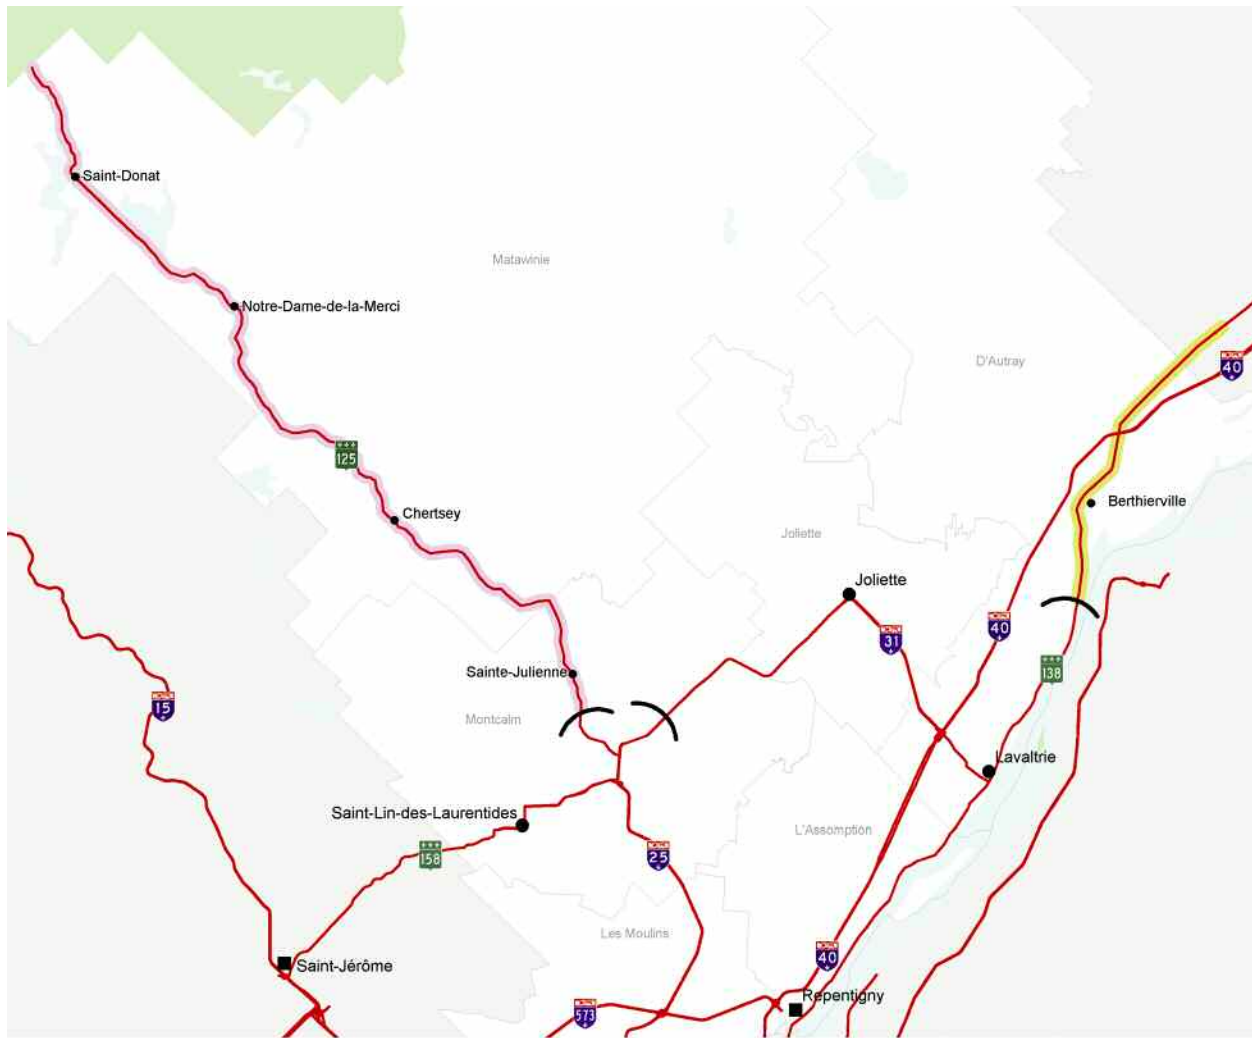 Saint-Donat
Matawinie
Notre-Dame-de-la-Merci
D'Autray
40
125
Berthierville
Chertsey
Joliette
Joliette
31
40
138
Sainte-Julienne
15
Montcalm
Lavaltrie
Saint-Lin-des-Laurentides
L'Assomption
158
25
Les Moulins
40
Saint-Jérôme
Repentigny
573